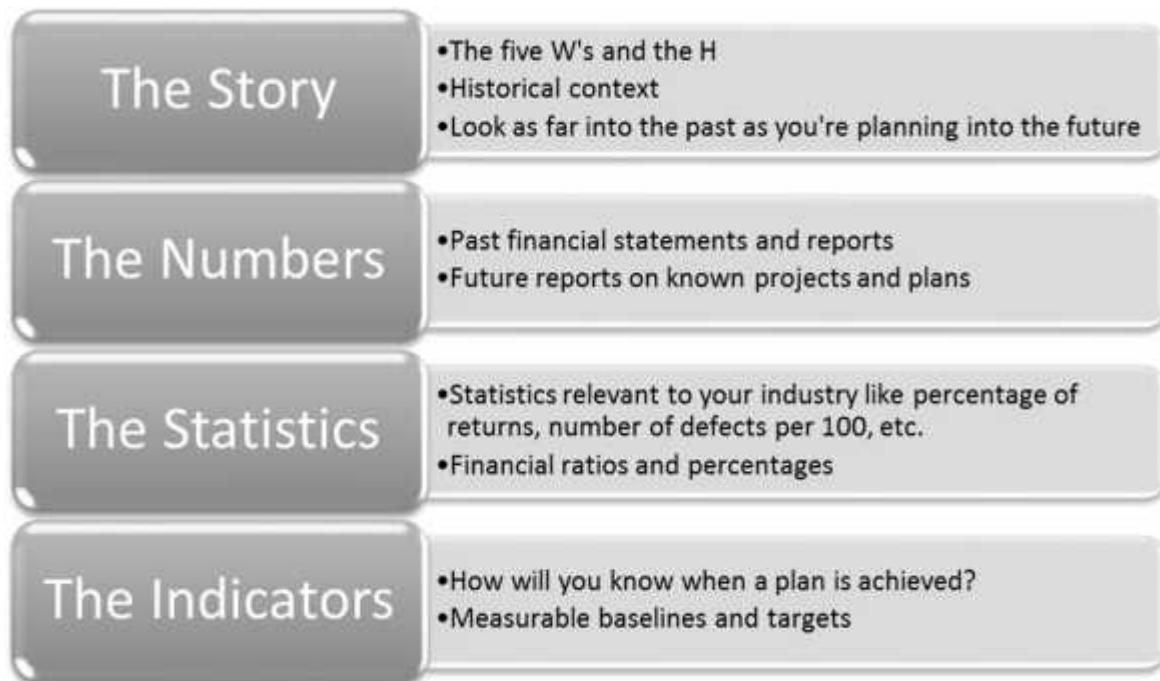 The Story
•The five W's and the H
•Historical context
•Look as far into the past as you're planning into the future
The Numbers
•Past financial statements and reports
•Future reports on known projects and plans
The Statistics
•Statistics relevant to your industry like percentage of
returns, number of defects per 100, etc.
•Financial ratios and percentages
The Indicators
•How will you know when a plan is achieved?
•Measurable baselines and targets